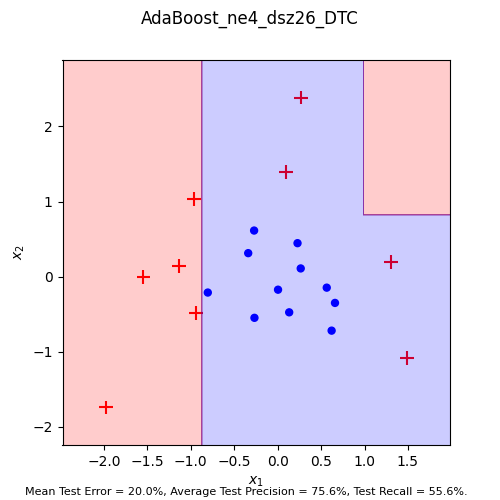 AdaBoost_ne4_dsz26_DTC
2
1
0
−1
−2
x₂
−2.0 −1.5 −1.0 −0.5 0.0 0.5 1.0 1.5
x₁
Mean Test Error = 20.0%, Average Test Precision = 75.6%, Test Recall = 55.6%.